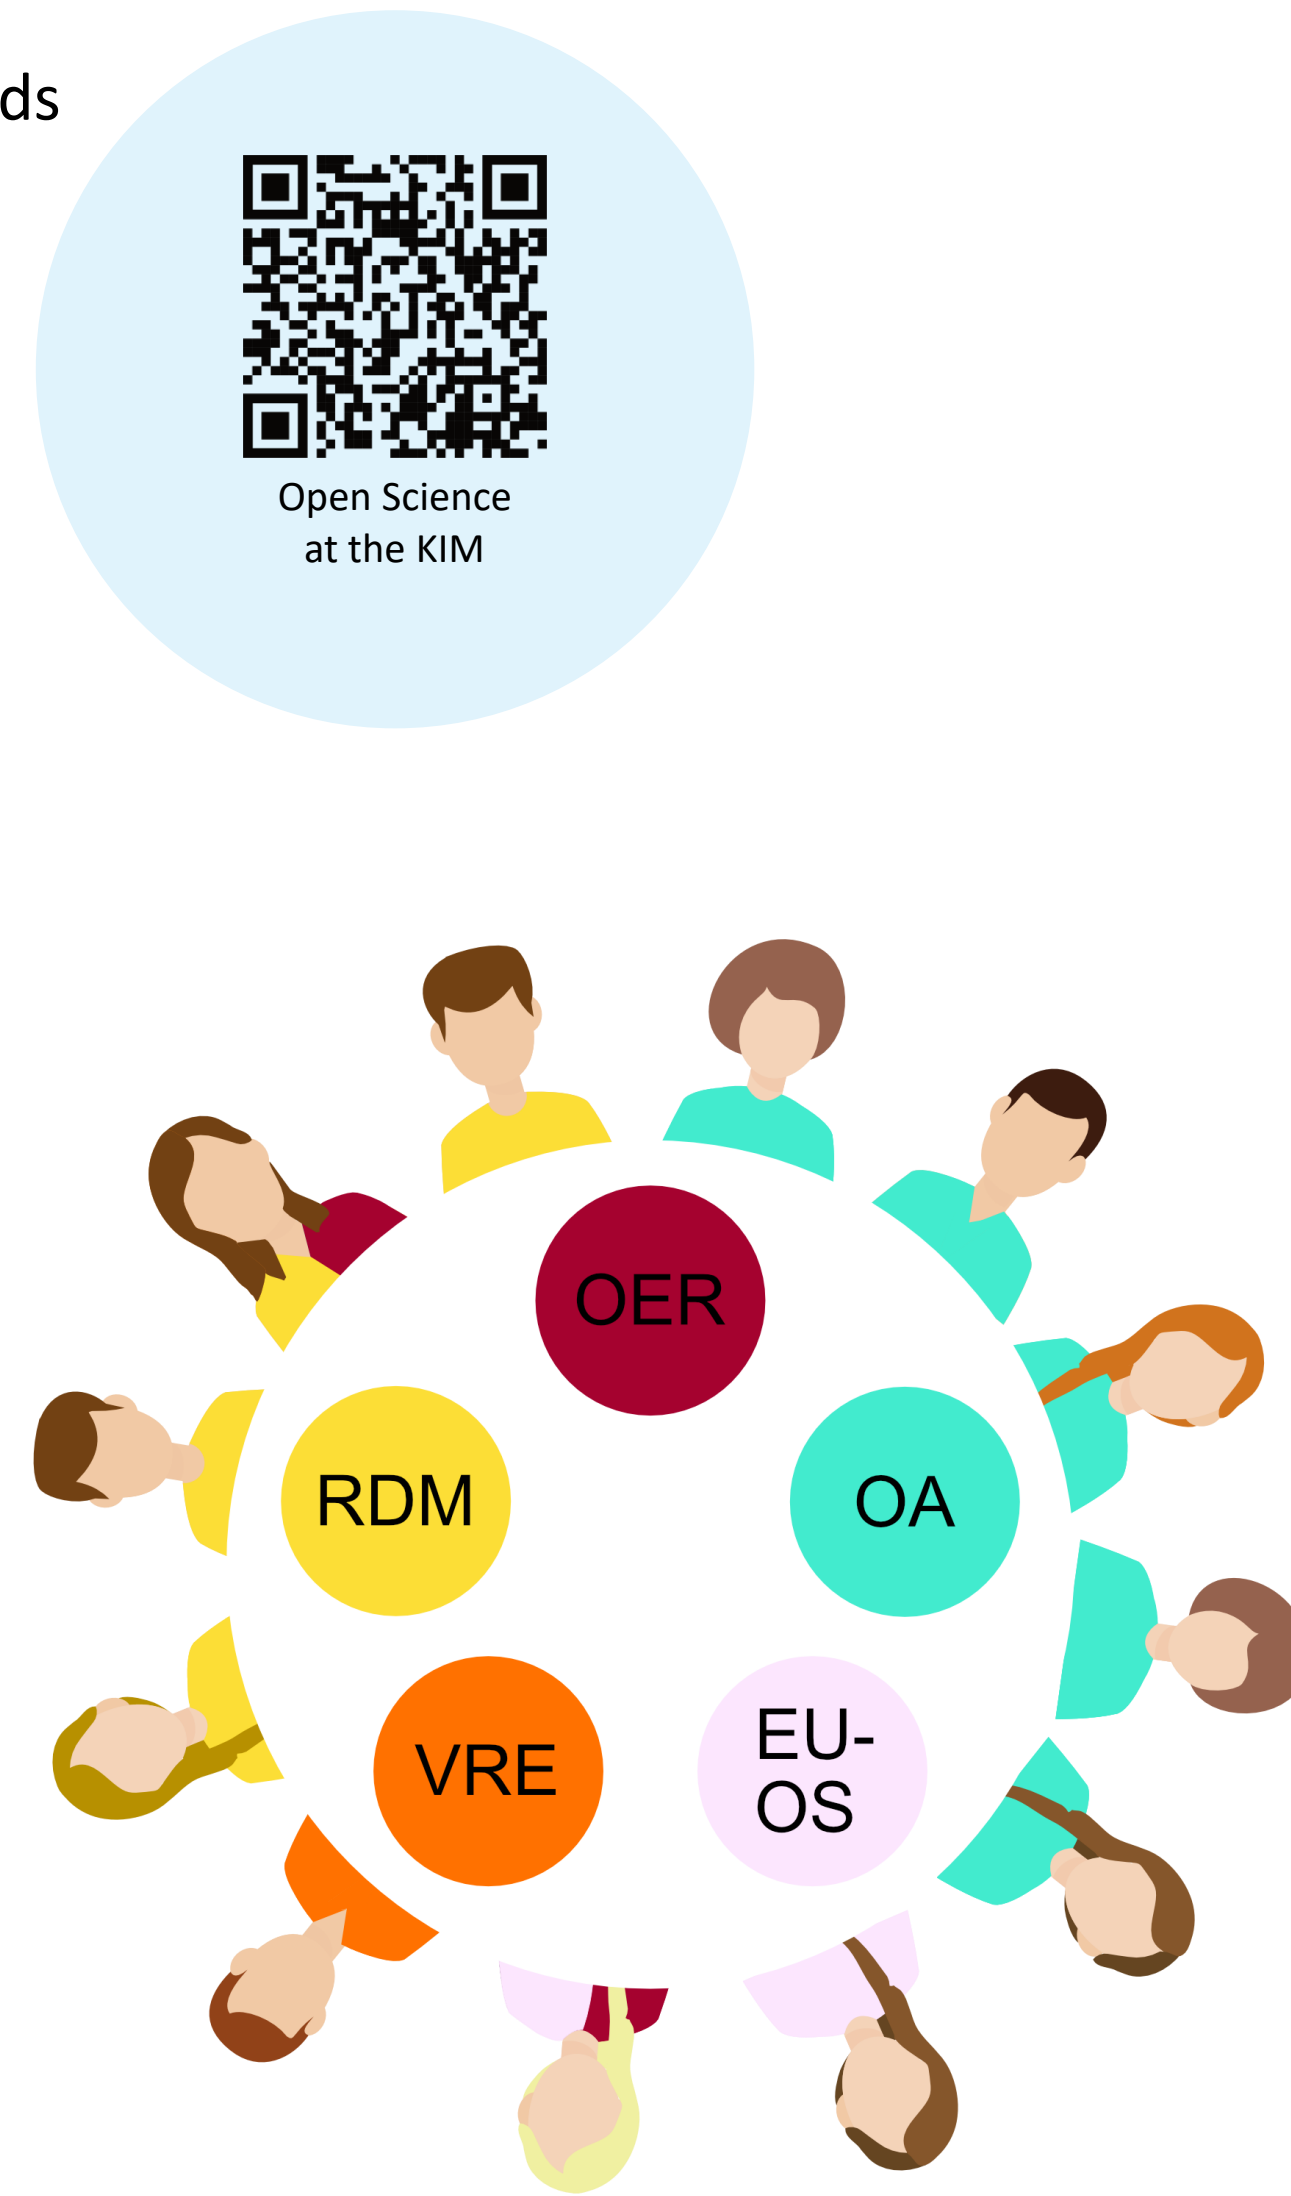 ds
Open Science
at the KIM
OER
RDM
OA
VRE
EU-
OS